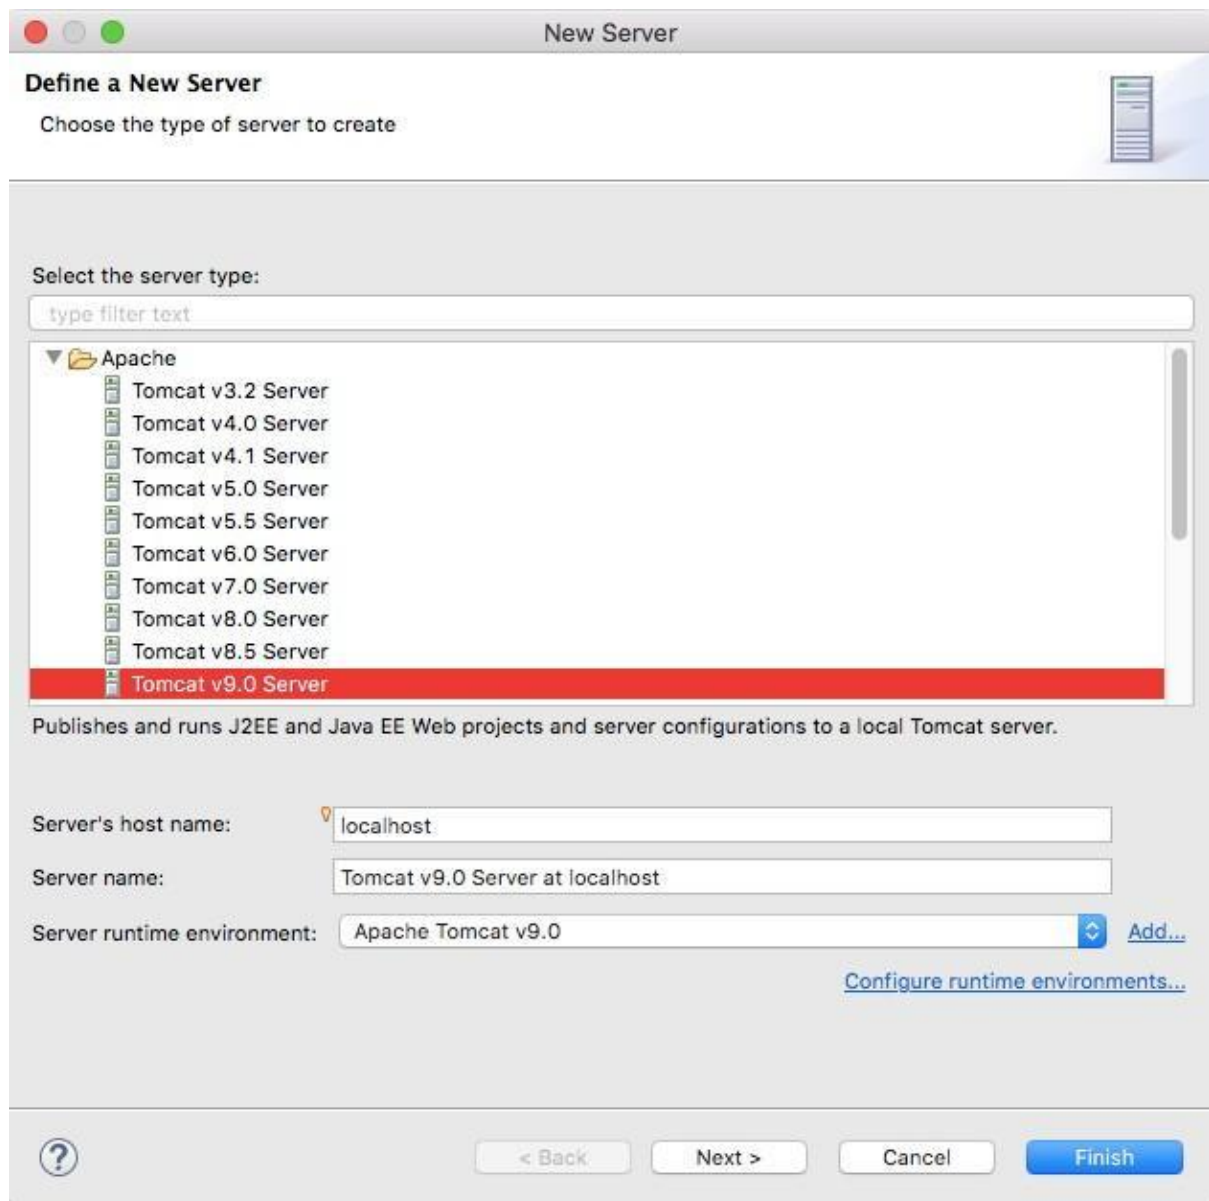 New Server
Define a New Server
Choose the type of server to create
Select the server type:
type filter text
Apache
Tomcat v3.2 Server
Tomcat v4.0 Server
Tomcat v4.1 Server
Tomcat v5.0 Server
Tomcat v5.5 Server
Tomcat v6.0 Server
Tomcat v7.0 Server
Tomcat v8.0 Server
Tomcat v8.5 Server
Tomcat v9.0 Server
Publishes and runs J2EE and Java EE Web projects and server configurations to a local Tomcat server.
Server's host name: localhost
Server name: Tomcat v9.0 Server at localhost
Server runtime environment: Apache Tomcat v9.0 Add...
Configure runtime environments...
? < Back Next > Cancel Finish